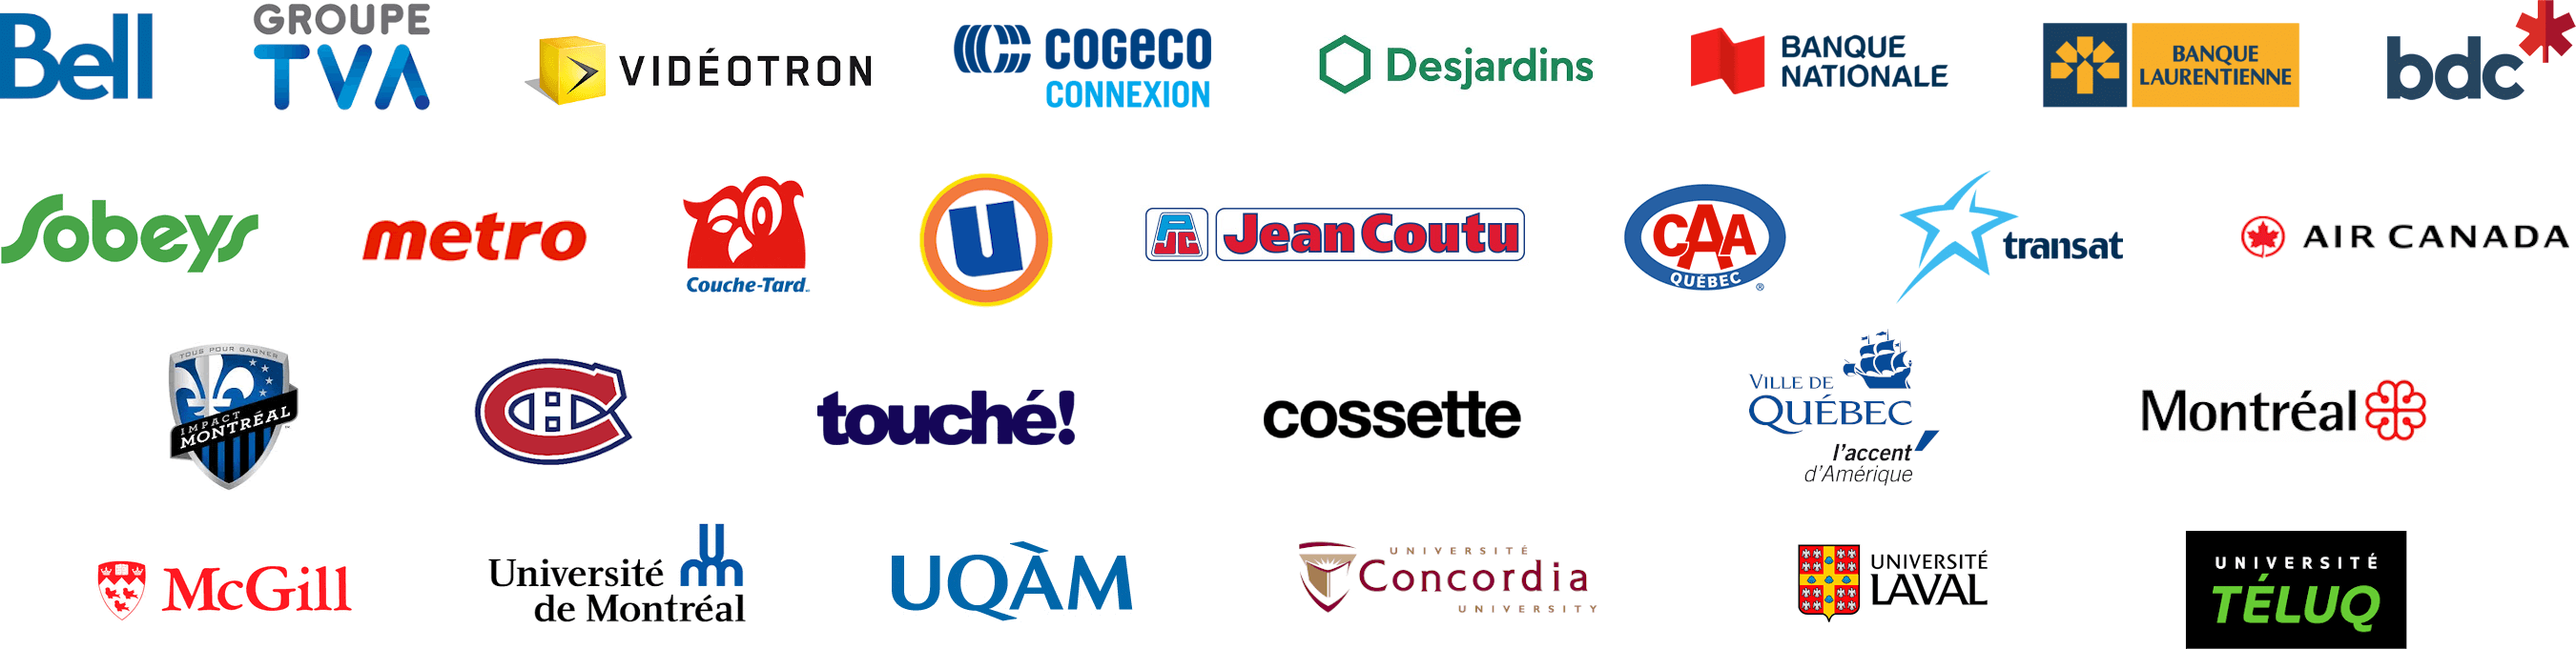 Bell
GROUPE
TVA
VIDÉOTRON
COGECO
CONNEXION
Desjardins
BANQUE
NATIONALE
BANQUE
LAURENTIENNE
bdc
Sobeys
metro
Couche-Tard
U
PJC
Jean Coutu
CAA
QUÉBEC
®
transat
AIR CANADA
TOUS POUR GAGNER
IMPACT
MONTRÉAL
CH
touché!
cossette
VILLE DE
QUÉBEC
l'accent
d'Amérique
Montréal
McGill
Université
de Montréal
UQÀM
UNIVERSITÉ
Concordia
UNIVERSITY
UNIVERSITÉ
LAVAL
UNIVERSITÉ
TÉLUQ